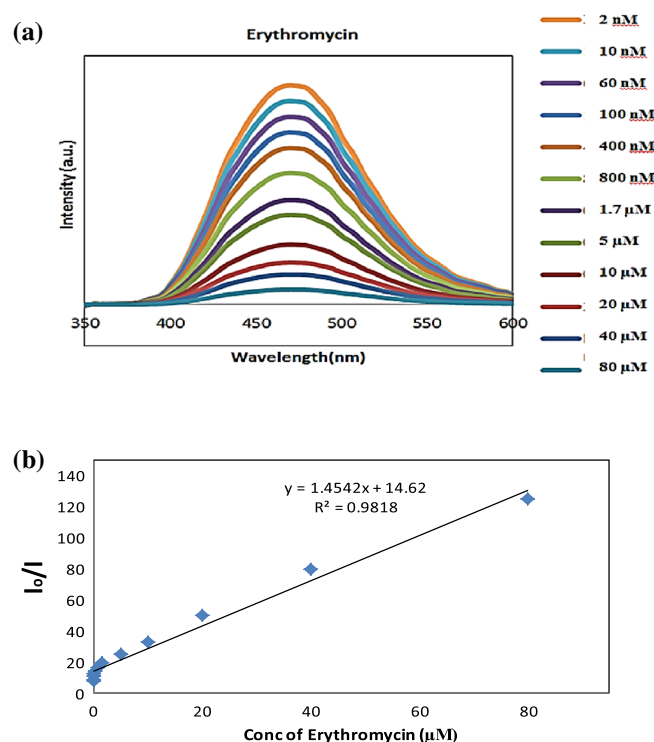 (a)
Erythromycin
Intensity (a.u.)
350 400 450 500 550 600
Wavelength(nm)
2 nM
10 nM
60 nM
100 nM
400 nM
800 nM
1.7 µM
5 µM
10 µM
20 µM
40 µM
80 µM
(b)
140
120
100
80
60
40
20
0
y = 1.4542x + 14.62
R² = 0.9818
I₀/I
0 20 40 60 80
Conc of Erythromycin (µM)